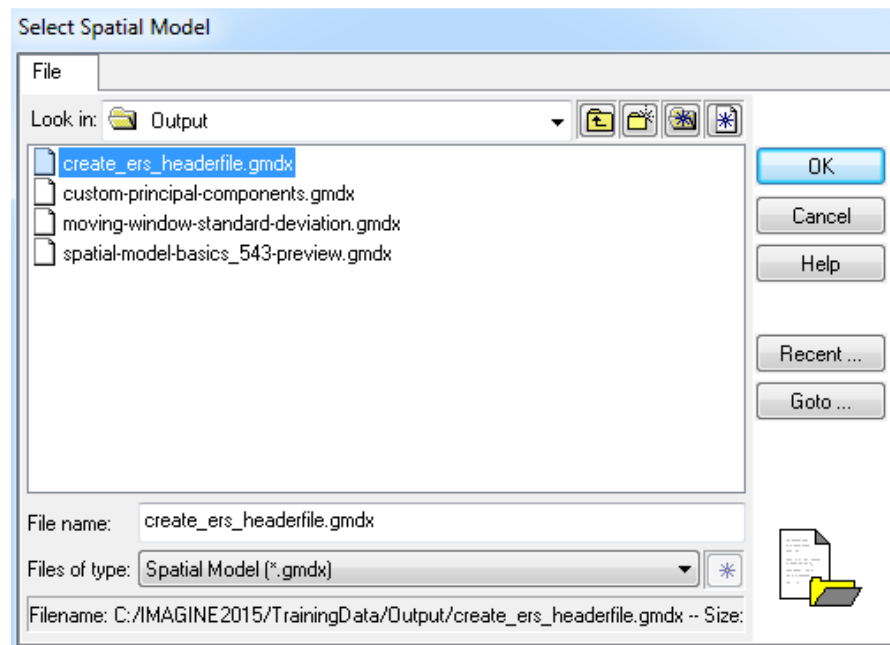 Select Spatial Model
File
Look in: Output
create_ers_headerfile.gmdx
custom-principal-components.gmdx
moving-window-standard-deviation.gmdx
spatial-model-basics_543-preview.gmdx
OK
Cancel
Help
Recent ...
Goto ...
File name: create_ers_headerfile.gmdx
Files of type: Spatial Model (*.gmdx)
Filename: C:/IMAGINE2015/TrainingData/Output/create_ers_headerfile.gmdx -- Size: